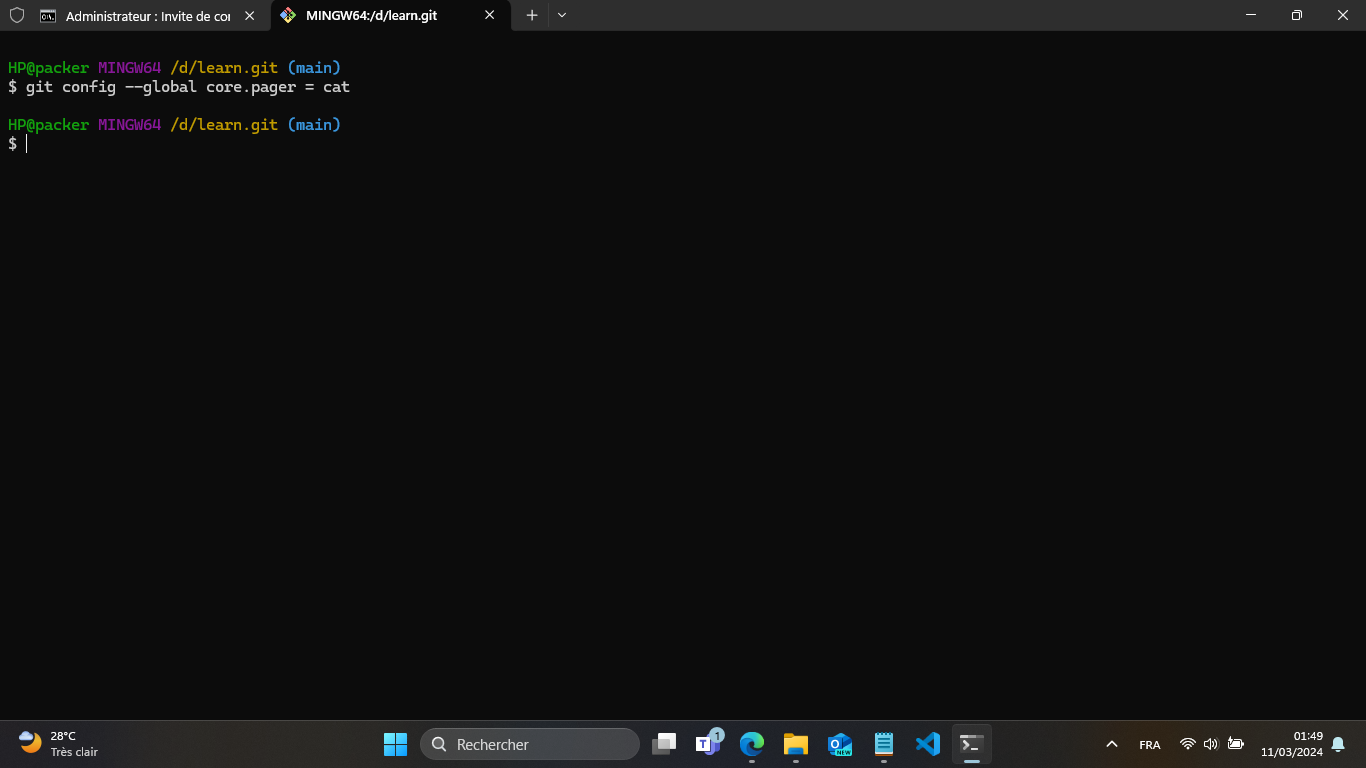 Administrateur : Invite de cor
MINGW64:/d/learn.git
HP@packer MINGW64 /d/learn.git (main)
$ git config --global core.pager = cat
HP@packer MINGW64 /d/learn.git (main)
$
28°C
Très clair
Rechercher
1
NEW
FRA
01:49
11/03/2024